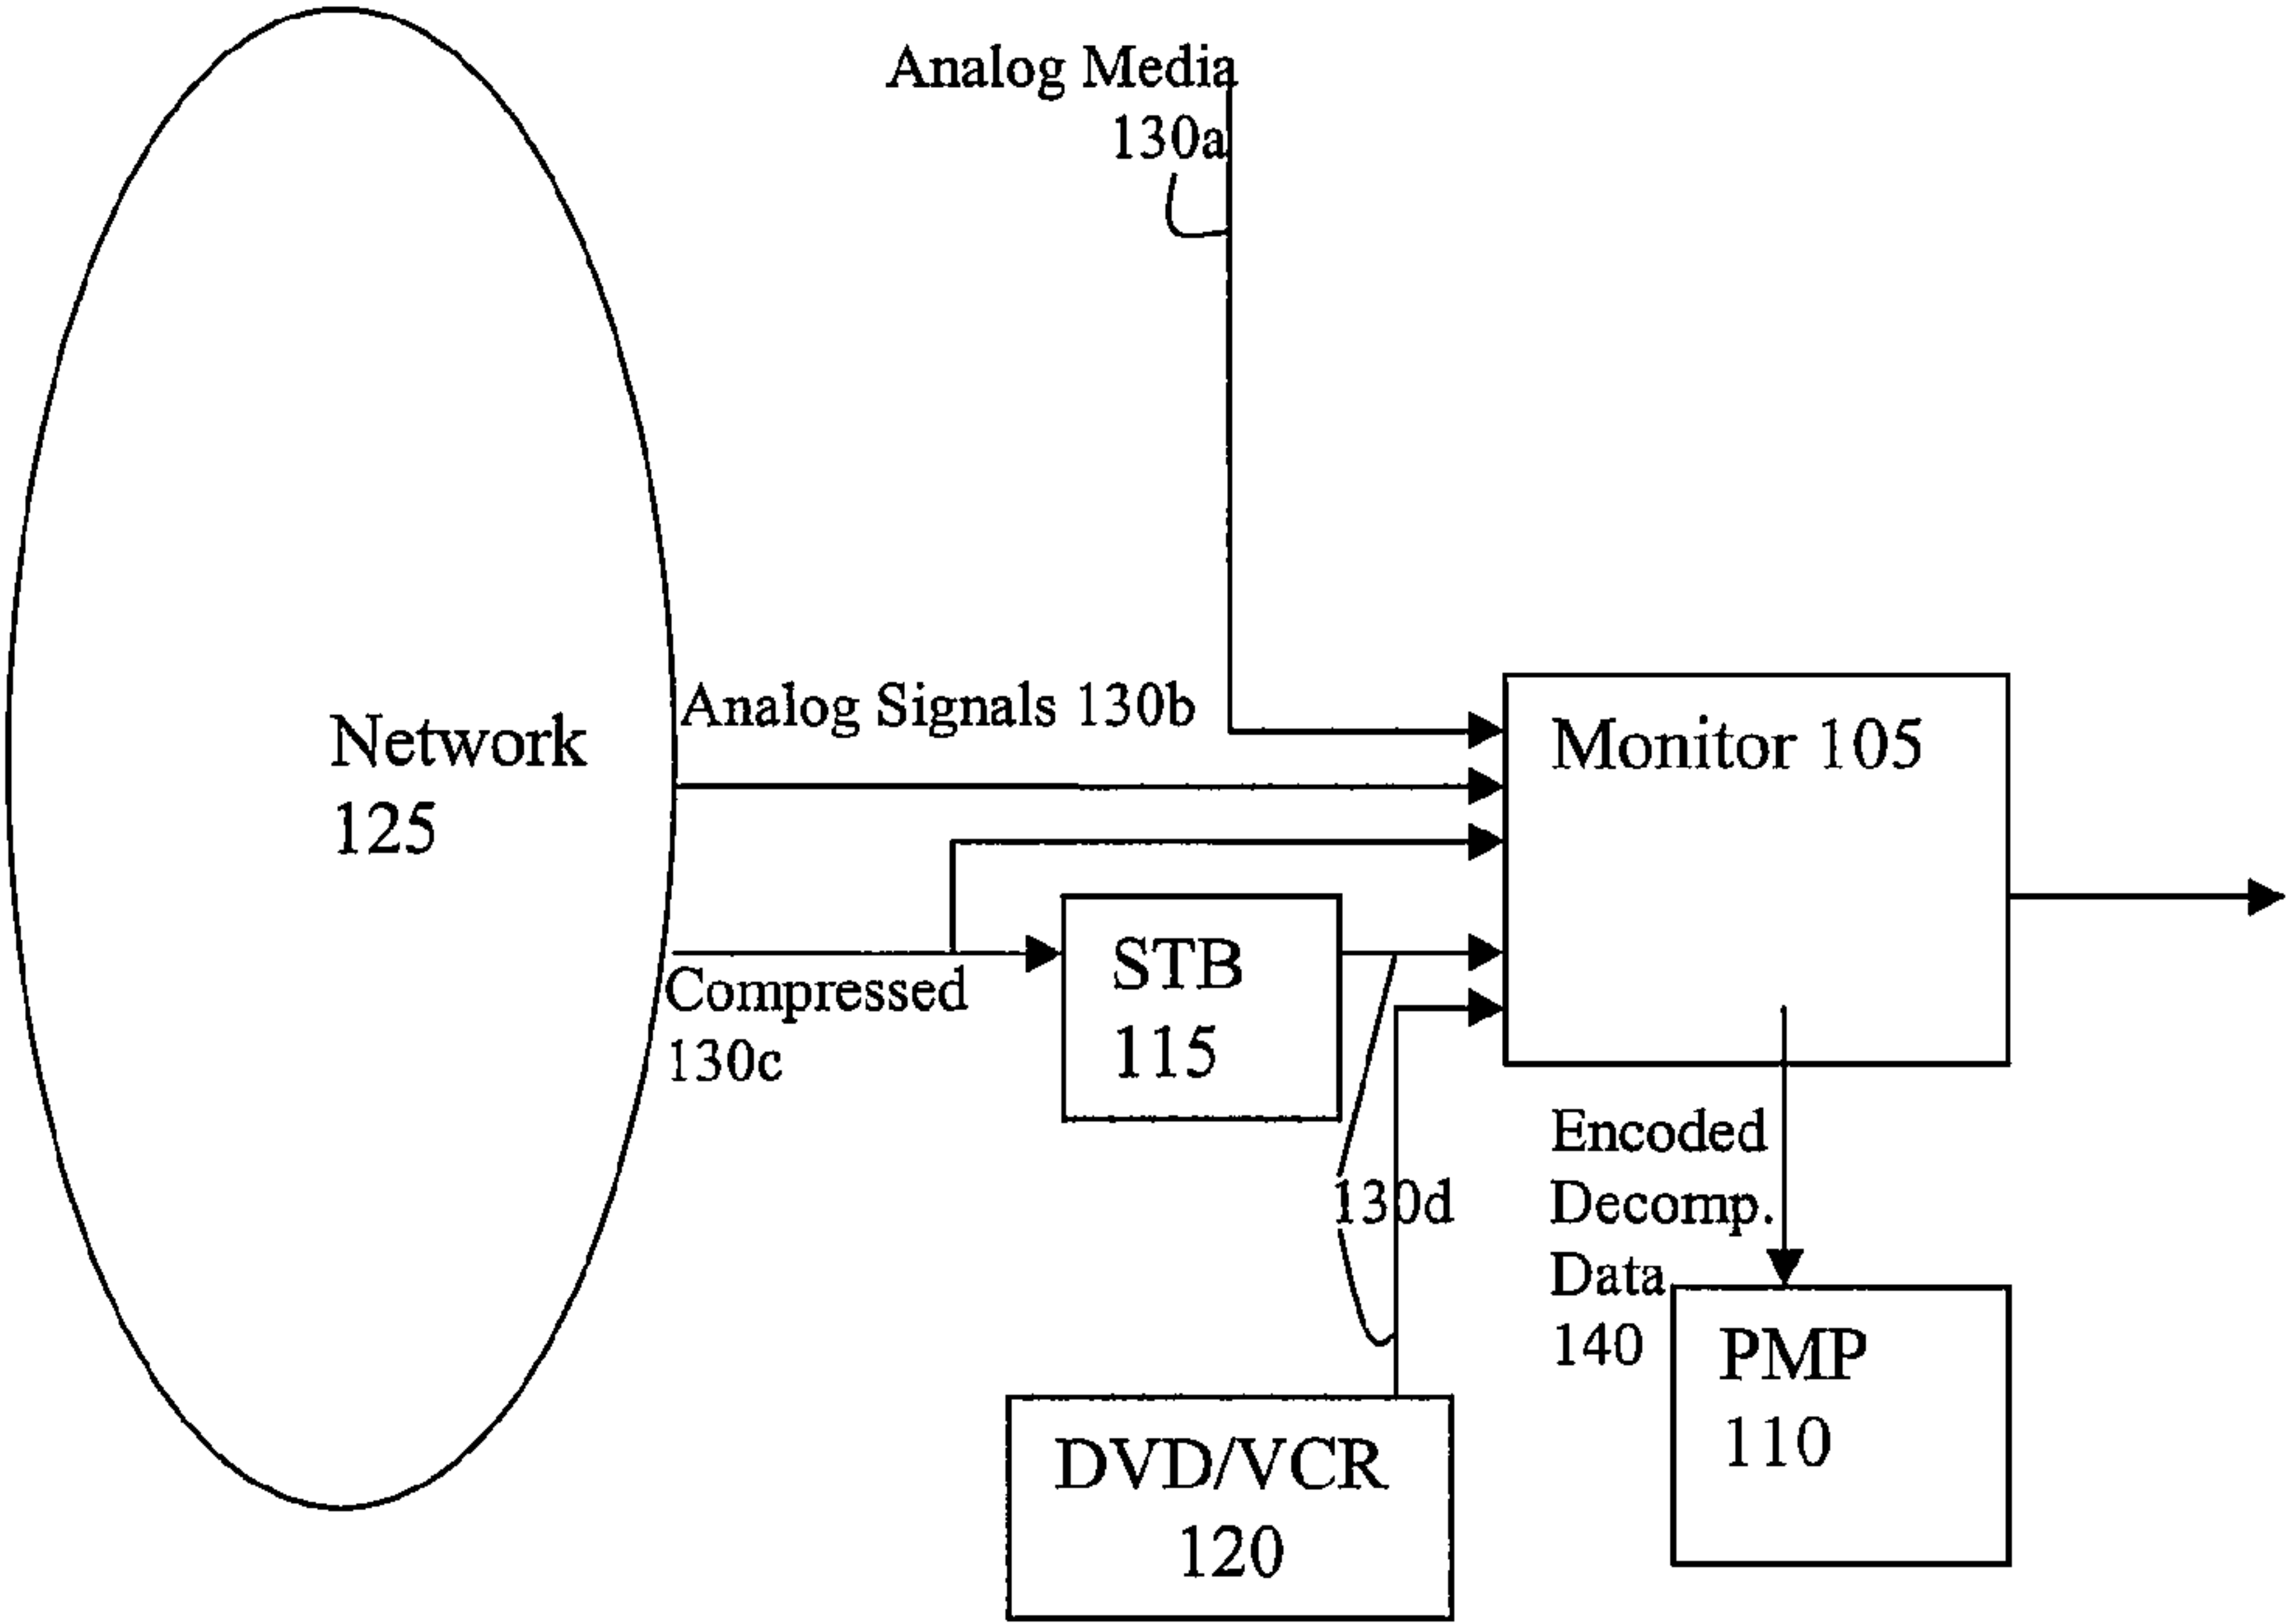 Analog Media
130a
Analog Signals 130b
Network
125
Monitor 105
Compressed
130c
STB
115
130d
Encoded
Decomp.
Data
140
PMP
110
DVD/VCR
120